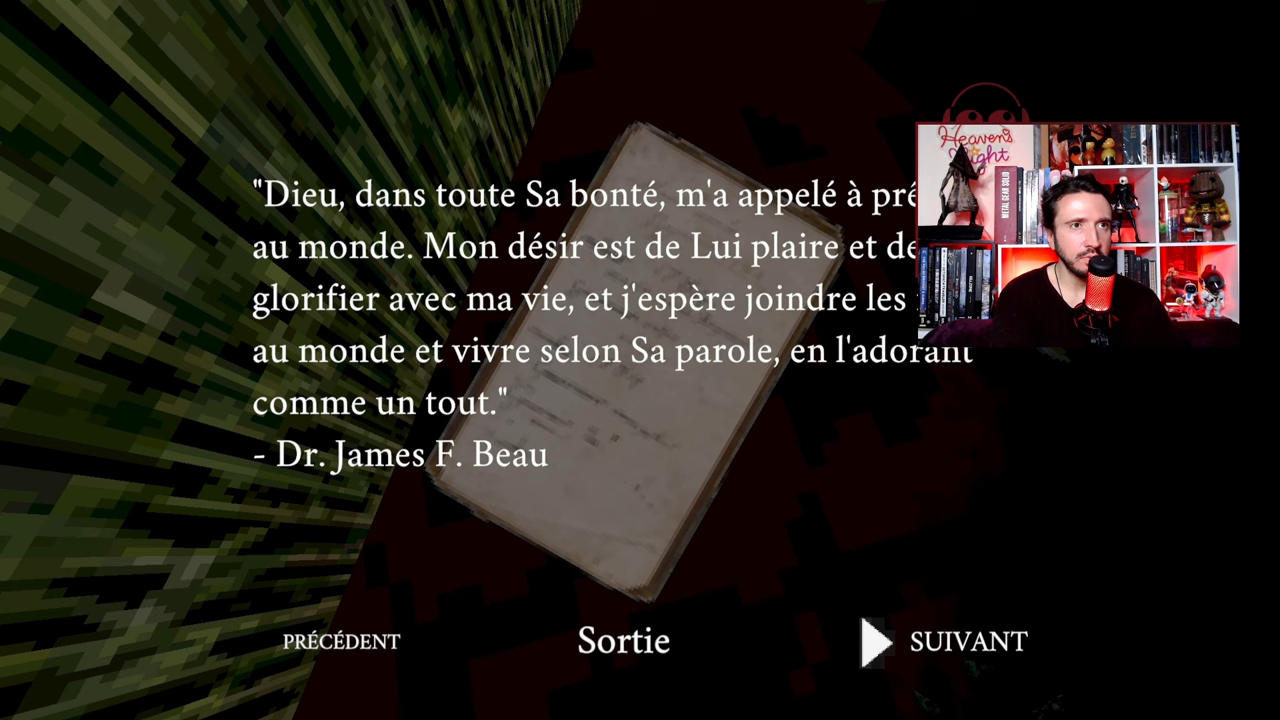 "Dieu, dans toute Sa bonté, m'a appelé à
au monde. Mon désir est de Lui plaire et
glorifier avec ma vie, et j'espère joindre les
au monde et vivre selon Sa parole, en l'adorant
comme un tout."
- Dr. James F. Beau
PRÉCÉDENT
Sortie
SUIVANT
Heaven's
Night
METAL GEAR SOLID